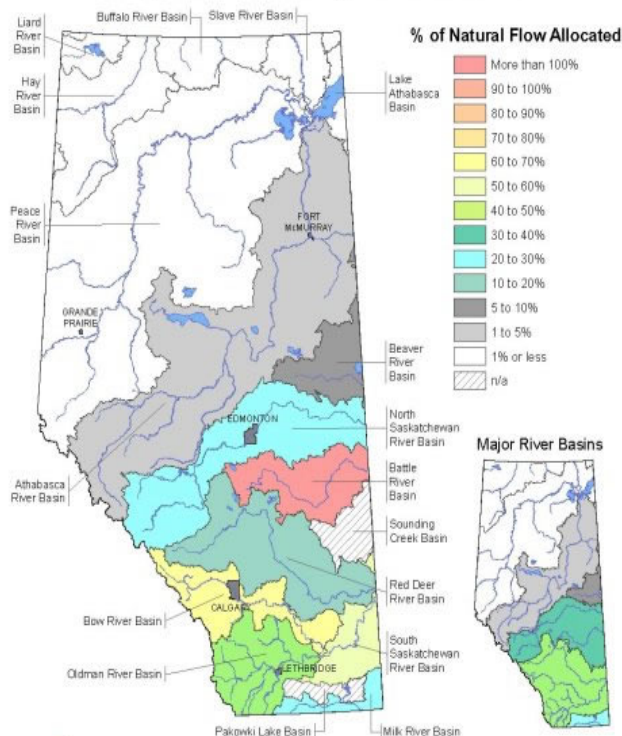 Liard
River
Basin
Buffalo River Basin
Slave River Basin
Hay
River
Basin
Lake
Athabasca
Basin
Peace
River
Basin
FORT
McMURRAY
GRANDE
PRAIRIE
Beaver
River
Basin
EDMONTON
North
Saskatchewan
River Basin
Athabasca
River Basin
Battle
River
Basin
Sounding
Creek Basin
Red Deer
River Basin
Bow River Basin
CALGARY
South
Saskatchewan
River Basin
Oldman River Basin
LETHBRIDGE
Pakowki Lake Basin
Milk River Basin
% of Natural Flow Allocated
More than 100%
90 to 100%
80 to 90%
70 to 80%
60 to 70%
50 to 60%
40 to 50%
30 to 40%
20 to 30%
10 to 20%
5 to 10%
1 to 5%
1% or less
n/a
Major River Basins